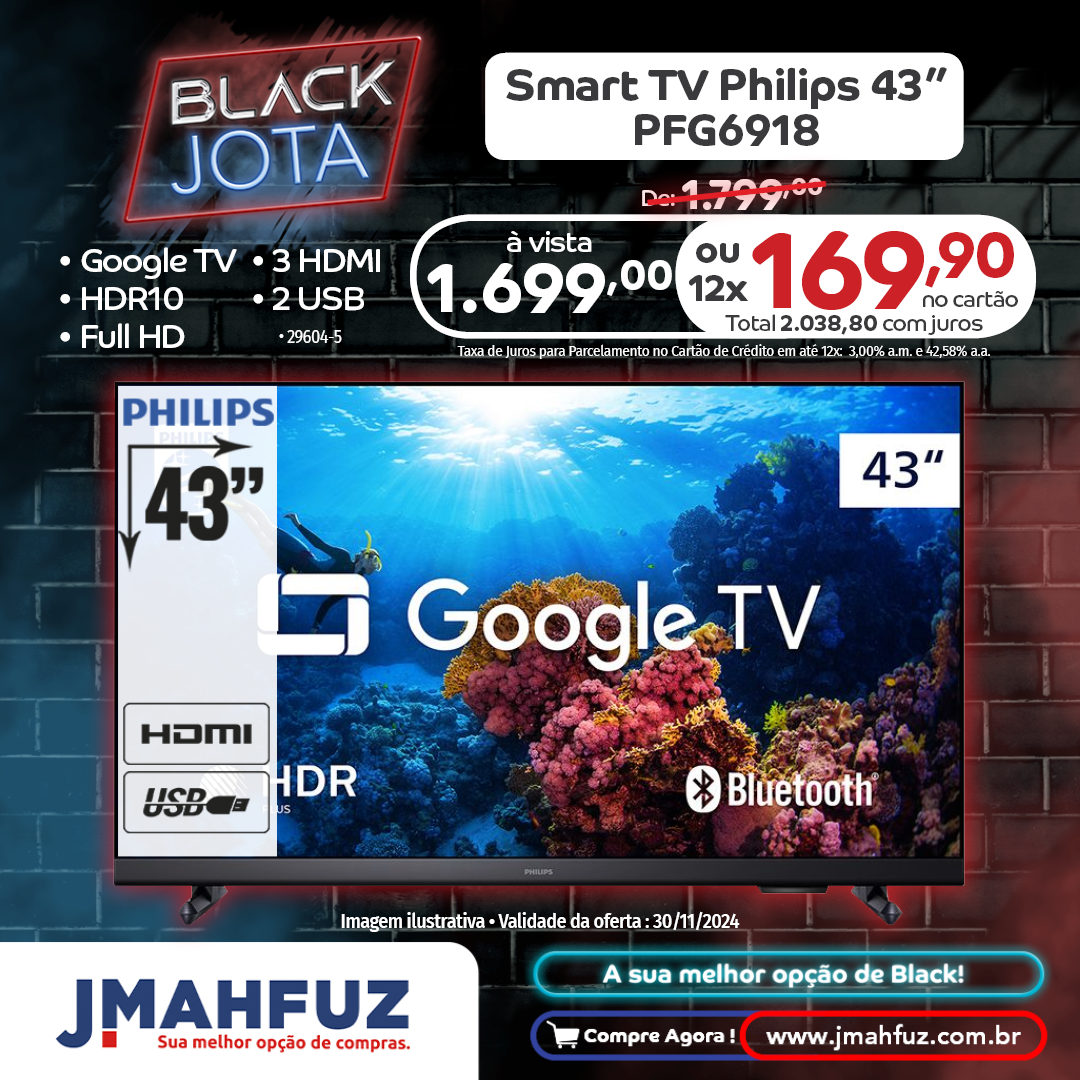 BLACK
JOTA
Smart TV Philips 43”
PFG6918
De: 1.799,00
• Google TV
• HDR10
• Full HD
• 3 HDMI
• 2 USB
• 29604-5
à vista
1.699,00
ou
12x
169,90
no cartão
Total 2.038,80 com juros
Taxa de Juros para Parcelamento no Cartão de Crédito em até 12x: 3,00% a.m. e 42,58% a.a.
PHILIPS
43”
43“
Google TV
HDMI
USB
HDR
Bluetooth®
PHILIPS
Imagem ilustrativa • Validade da oferta : 30/11/2024
JMAHFUZ
Sua melhor opção de compras.
A sua melhor opção de Black!
Compre Agora !
www.jmahfuz.com.br